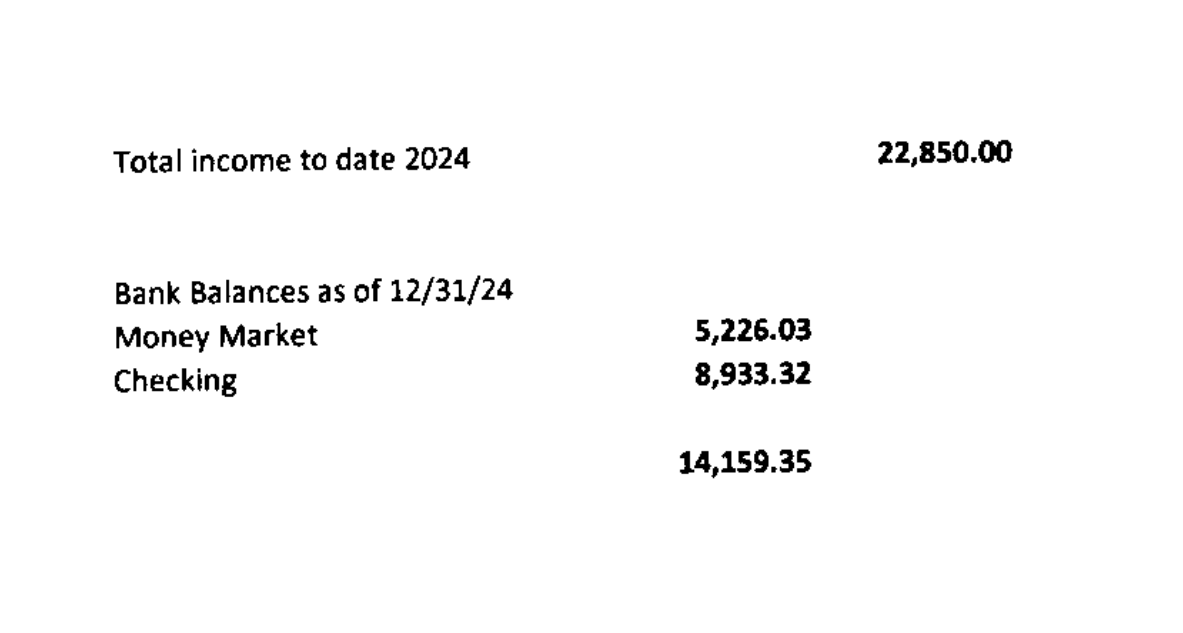 Total income to date 2024 22,850.00
Bank Balances as of 12/31/24
Money Market 5,226.03
Checking 8,933.32
14,159.35